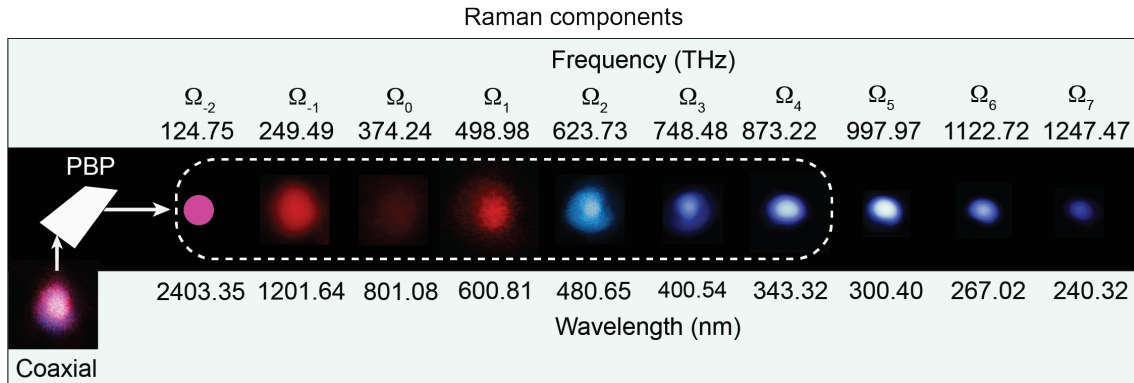 Raman components
Frequency (THz)
Ω-2 Ω-1 Ω0 Ω1 Ω2 Ω3 Ω4 Ω5 Ω6 Ω7
124.75 249.49 374.24 498.98 623.73 748.48 873.22 997.97 1122.72 1247.47
PBP
2403.35 1201.64 801.08 600.81 480.65 400.54 343.32 300.40 267.02 240.32
Wavelength (nm)
Coaxial